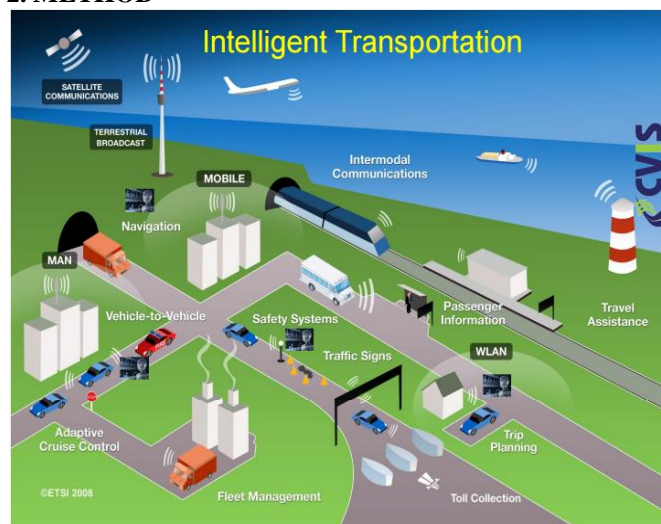 2. METHOD
Intelligent Transportation
SATELLITE
COMMUNICATIONS
TERRESTRIAL
BROADCAST
Intermodal
Communications
cvis
MOBILE
Navigation
MAN
Vehicle-to-Vehicle
Safety Systems
Passenger
Information
Travel
Assistance
Traffic Signs
WLAN
Adaptive
Cruise Control
Trip
Planning
©ETSI 2008
Fleet Management
Toll Collection